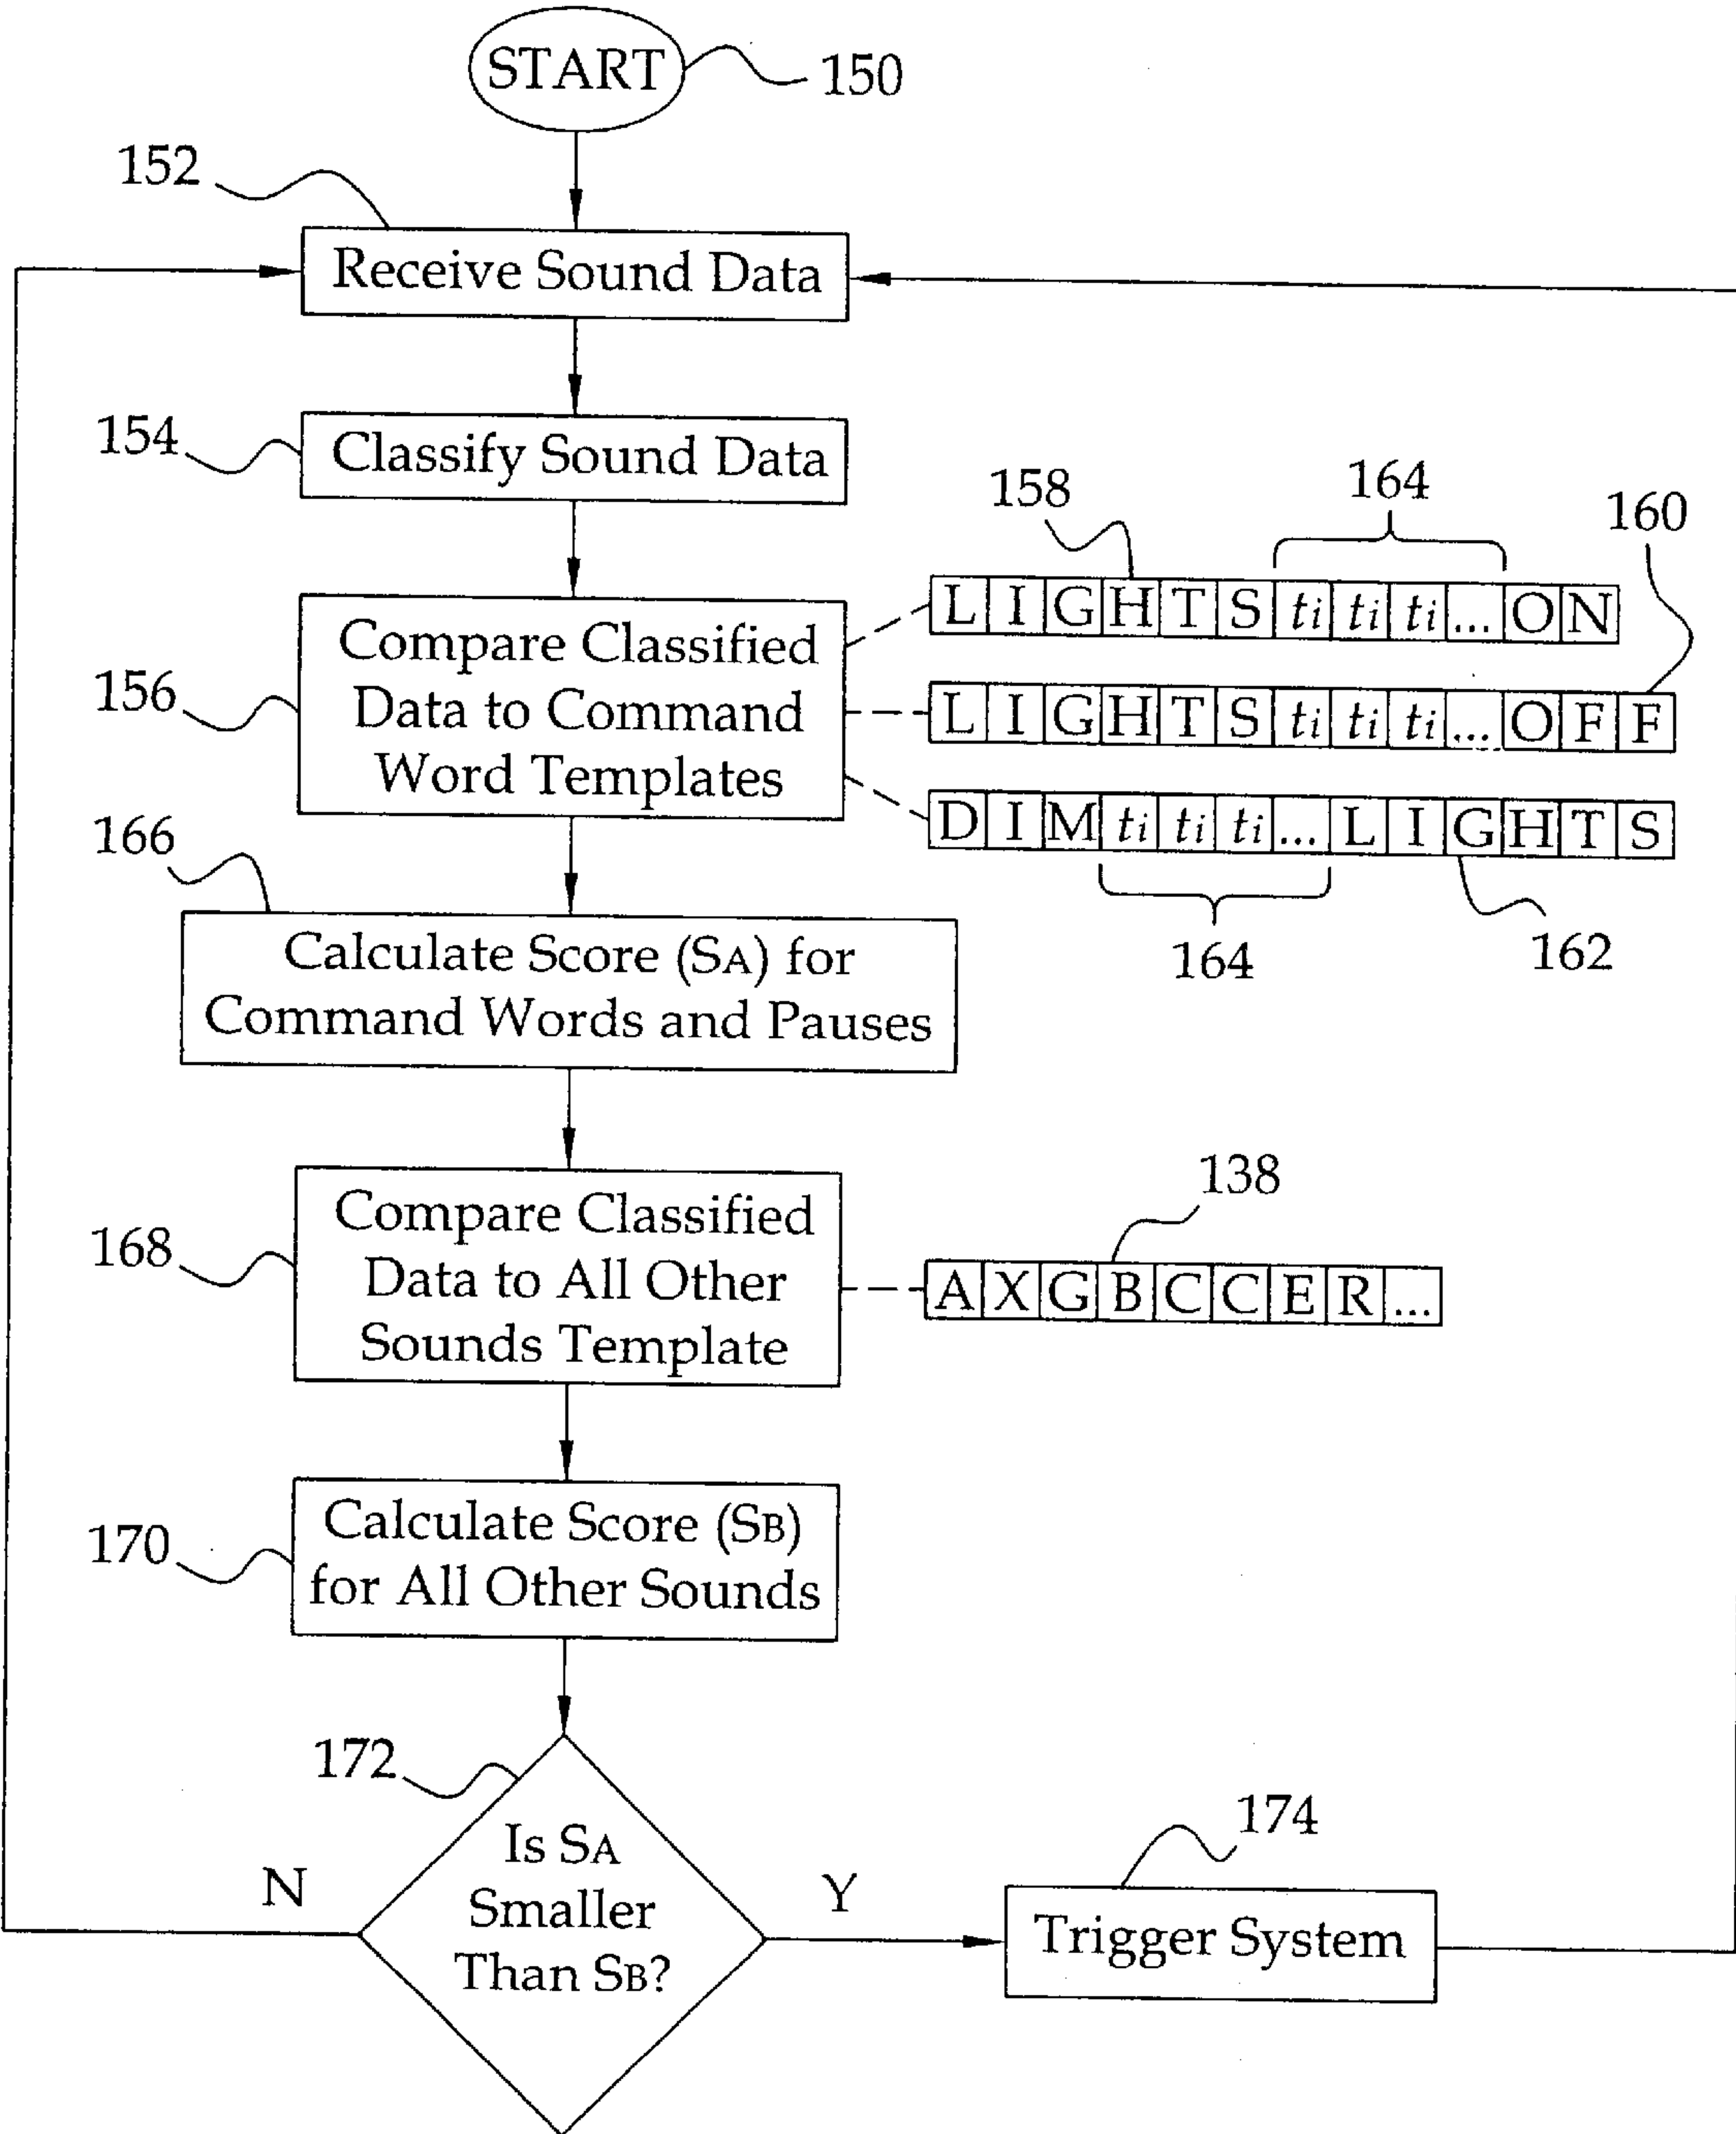 START
150
152
Receive Sound Data
154
Classify Sound Data
158
164
160
L I G H T S ti ti ti ... O N
156
Compare Classified
Data to Command
Word Templates
L I G H T S ti ti ti ... O F F
D I M ti ti ti ... L I G H T S
164
162
166
Calculate Score (SA) for
Command Words and Pauses
168
Compare Classified
Data to All Other
Sounds Template
138
A X G B C C E R ...
170
Calculate Score (SB)
for All Other Sounds
172
Is SA
Smaller
Than SB?
N
Y
174
Trigger System